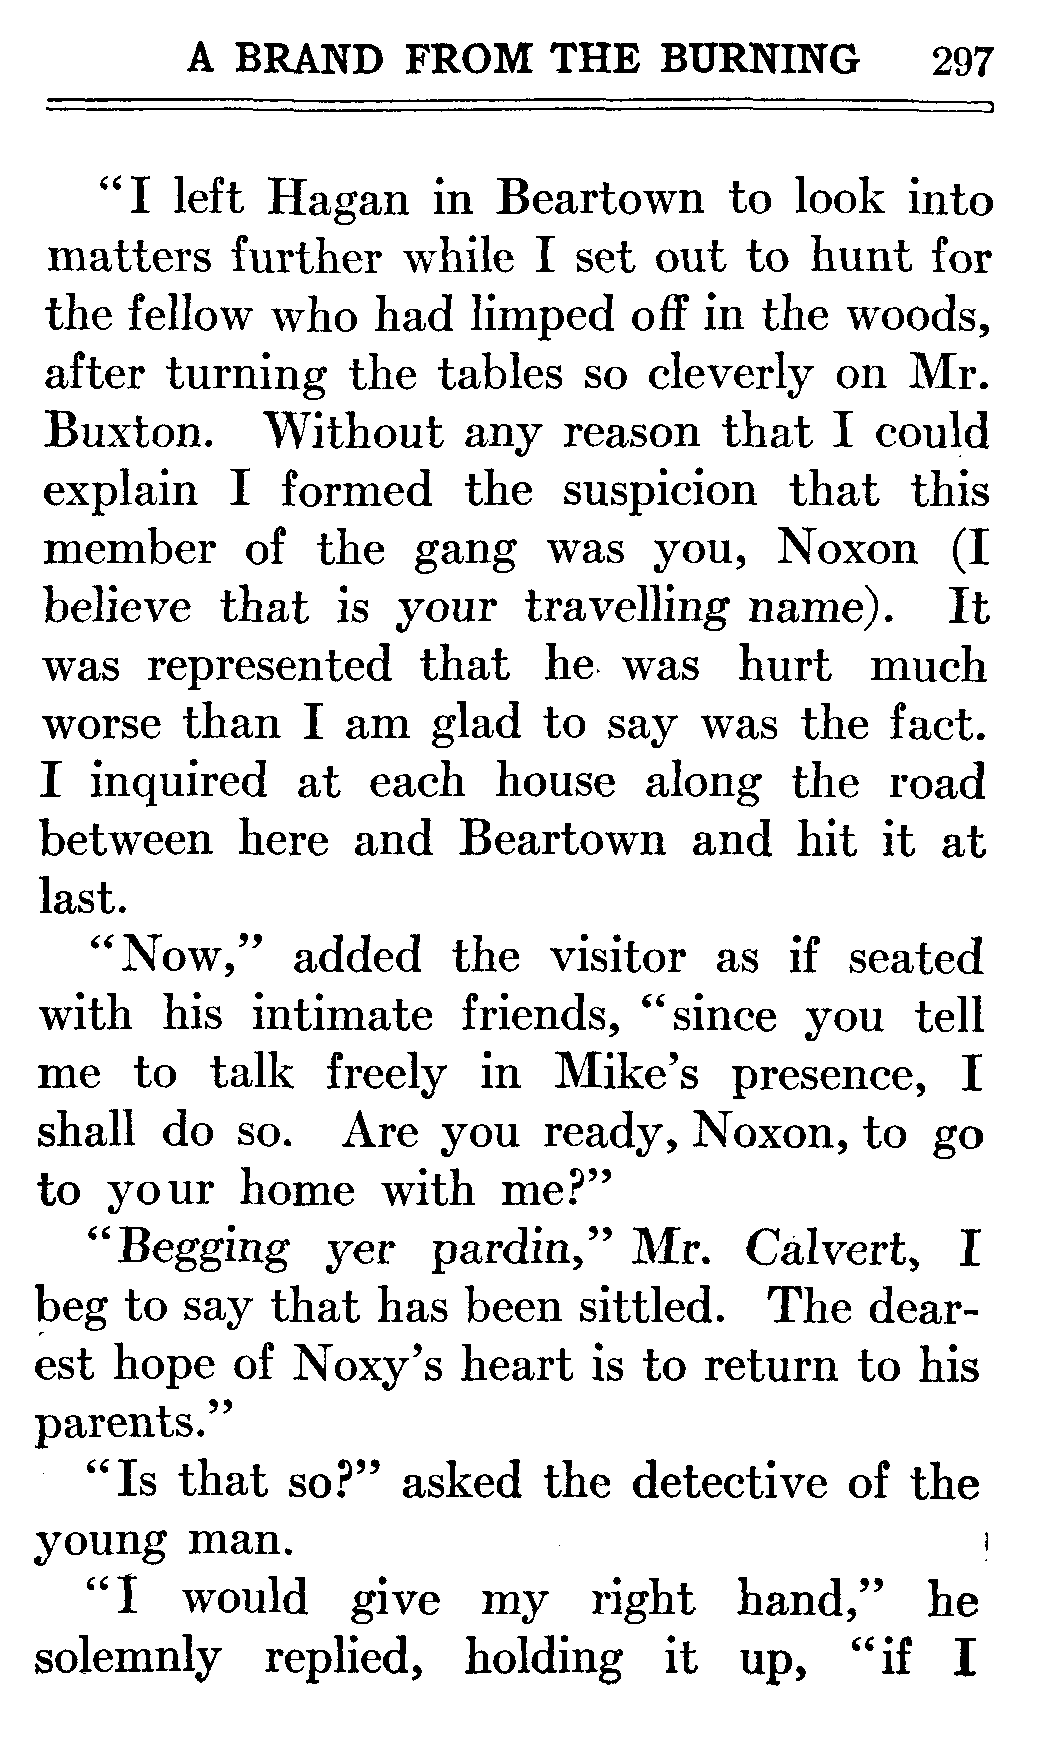 A BRAND FROM THE BURNING 297
"I left Hagan in Beartown to look into
matters further while I set out to hunt for
the fellow who had limped off in the woods,
after turning the tables so cleverly on Mr.
Buxton. Without any reason that I could
explain I formed the suspicion that this
member of the gang was you, Noxon (I
believe that is your travelling name). It
was represented that he was hurt much
worse than I am glad to say was the fact.
I inquired at each house along the road
between here and Beartown and hit it at
last.
"Now," added the visitor as if seated
with his intimate friends, "since you tell
me to talk freely in Mike's presence, I
shall do so. Are you ready, Noxon, to go
to your home with me?"
"Begging yer pardin," Mr. Calvert, I
beg to say that has been sittled. The dear-
est hope of Noxy's heart is to return to his
parents."
"Is that so?" asked the detective of the
young man.
"I would give my right hand," he
solemnly replied, holding it up, "if I